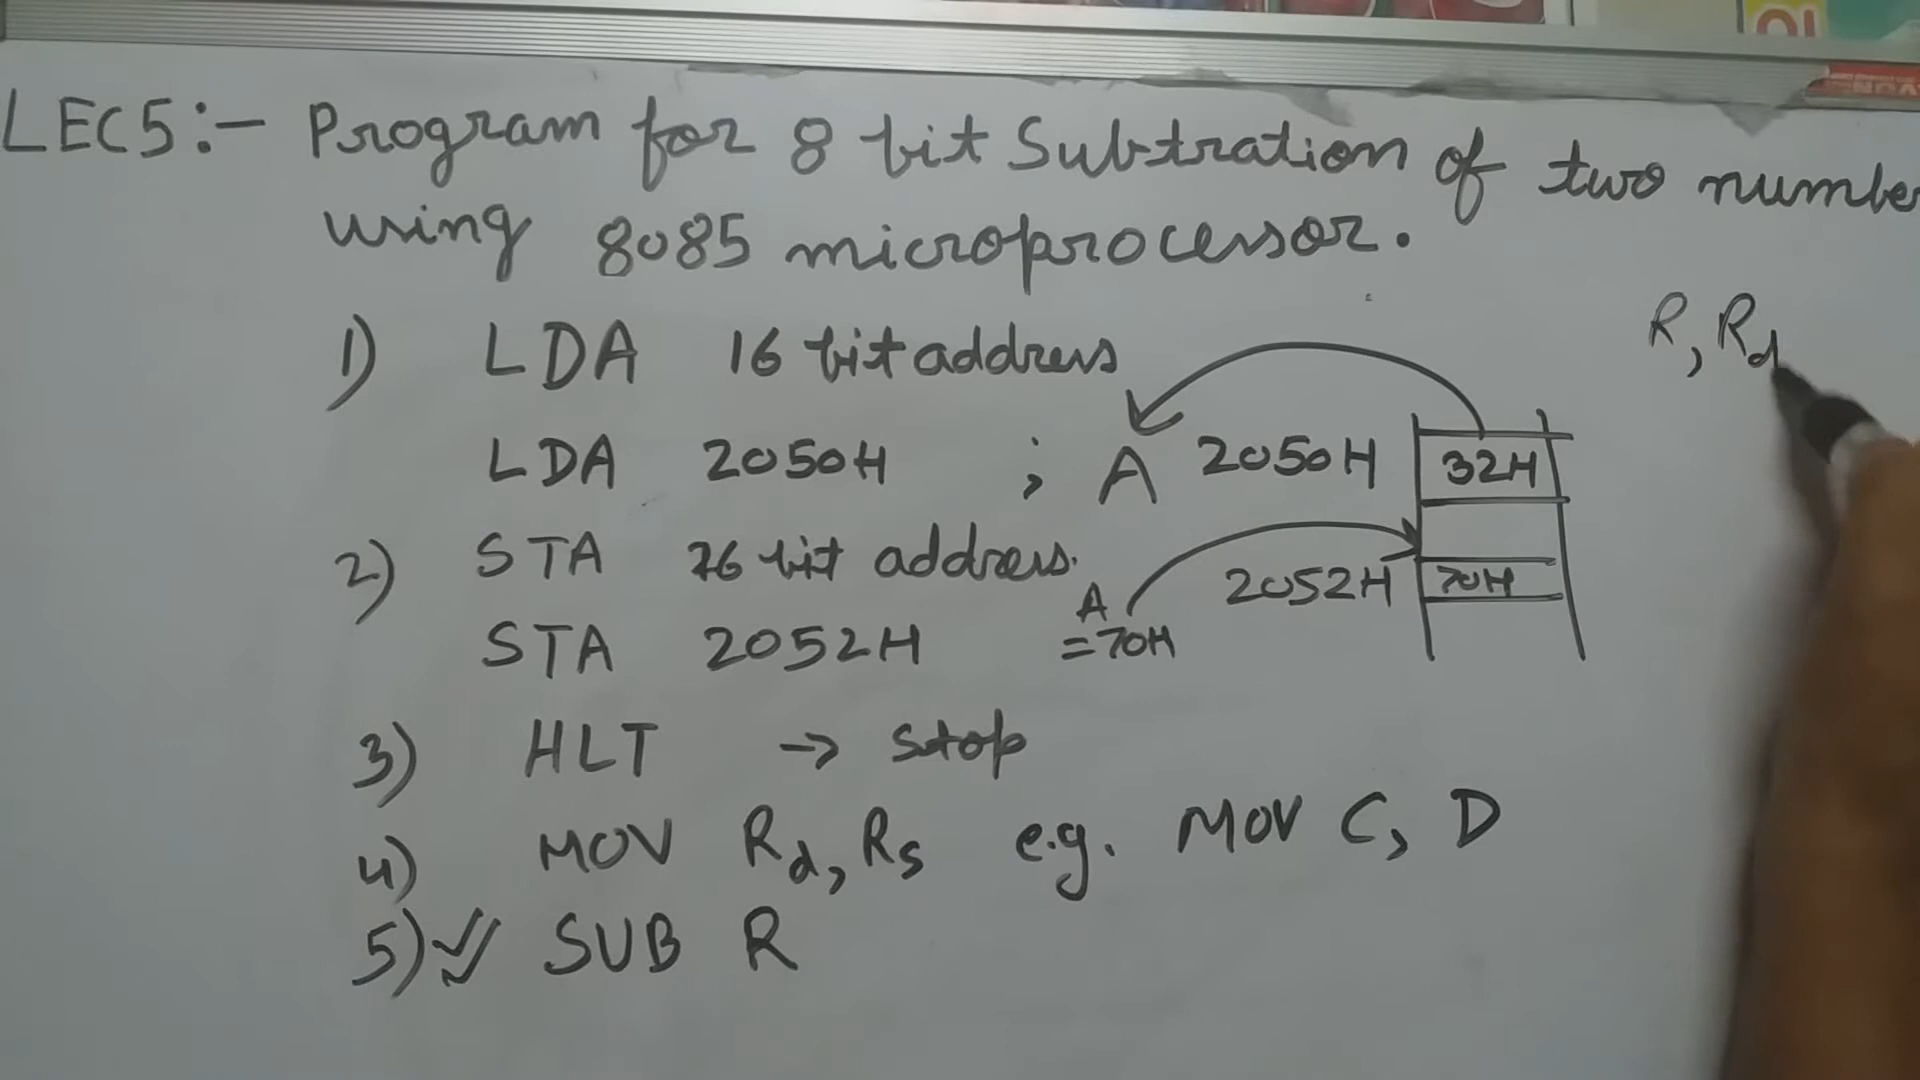 LEC5:- Program for 8 bit Subtration of two number
using 8085 microprocessor.
R, Rd
1) LDA 16 bit address
LDA 2050H ; A 2050H 32H
2) STA 16 bit address.
A =70H 2052H 70H
STA 2052H
3) HLT → stop
4) MOV Rd, Rs e.g. MOV C, D
5) SUB R